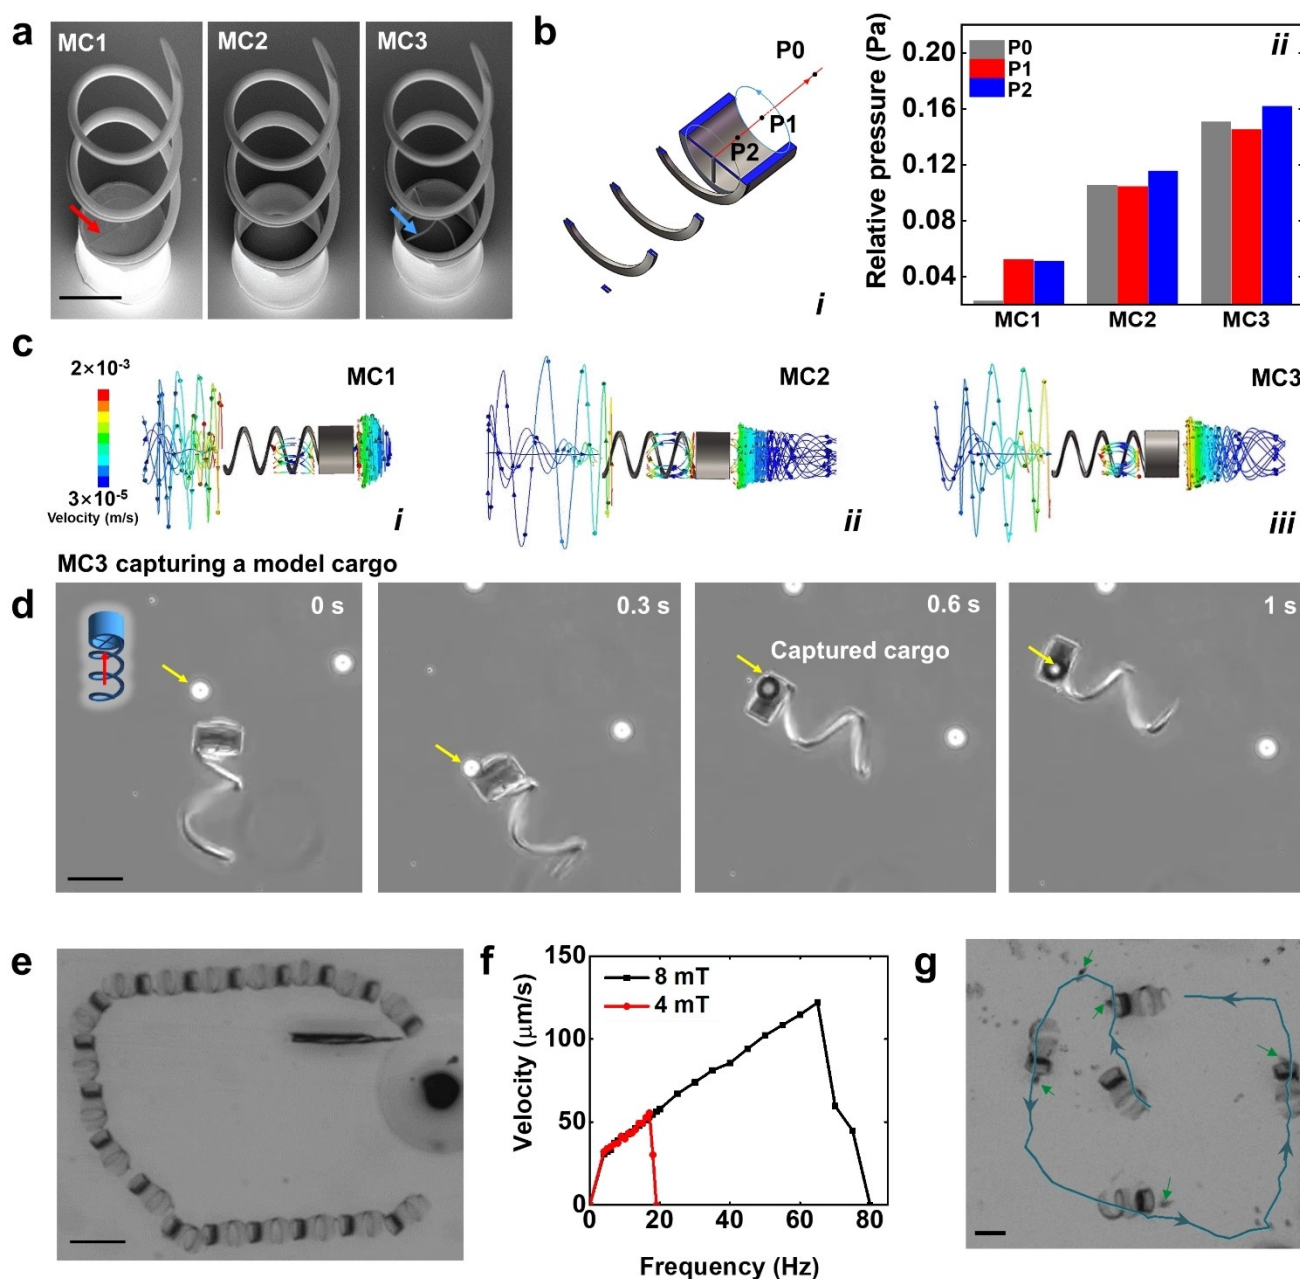 a
MC1
MC2
MC3
b
P0
P1
P2
i
Relative pressure (Pa)
0.20
0.16
0.12
0.08
0.04
P0
P1
P2
ii
MC1
MC2
MC3
c
2×10⁻³
3×10⁻⁵
Velocity (m/s)
MC1
i
MC2
ii
MC3
iii
MC3 capturing a model cargo
d
0 s
0.3 s
0.6 s
Captured cargo
1 s
e
f
Velocity (μm/s)
150
100
50
0
8 mT
4 mT
0
20
40
60
80
Frequency (Hz)
g